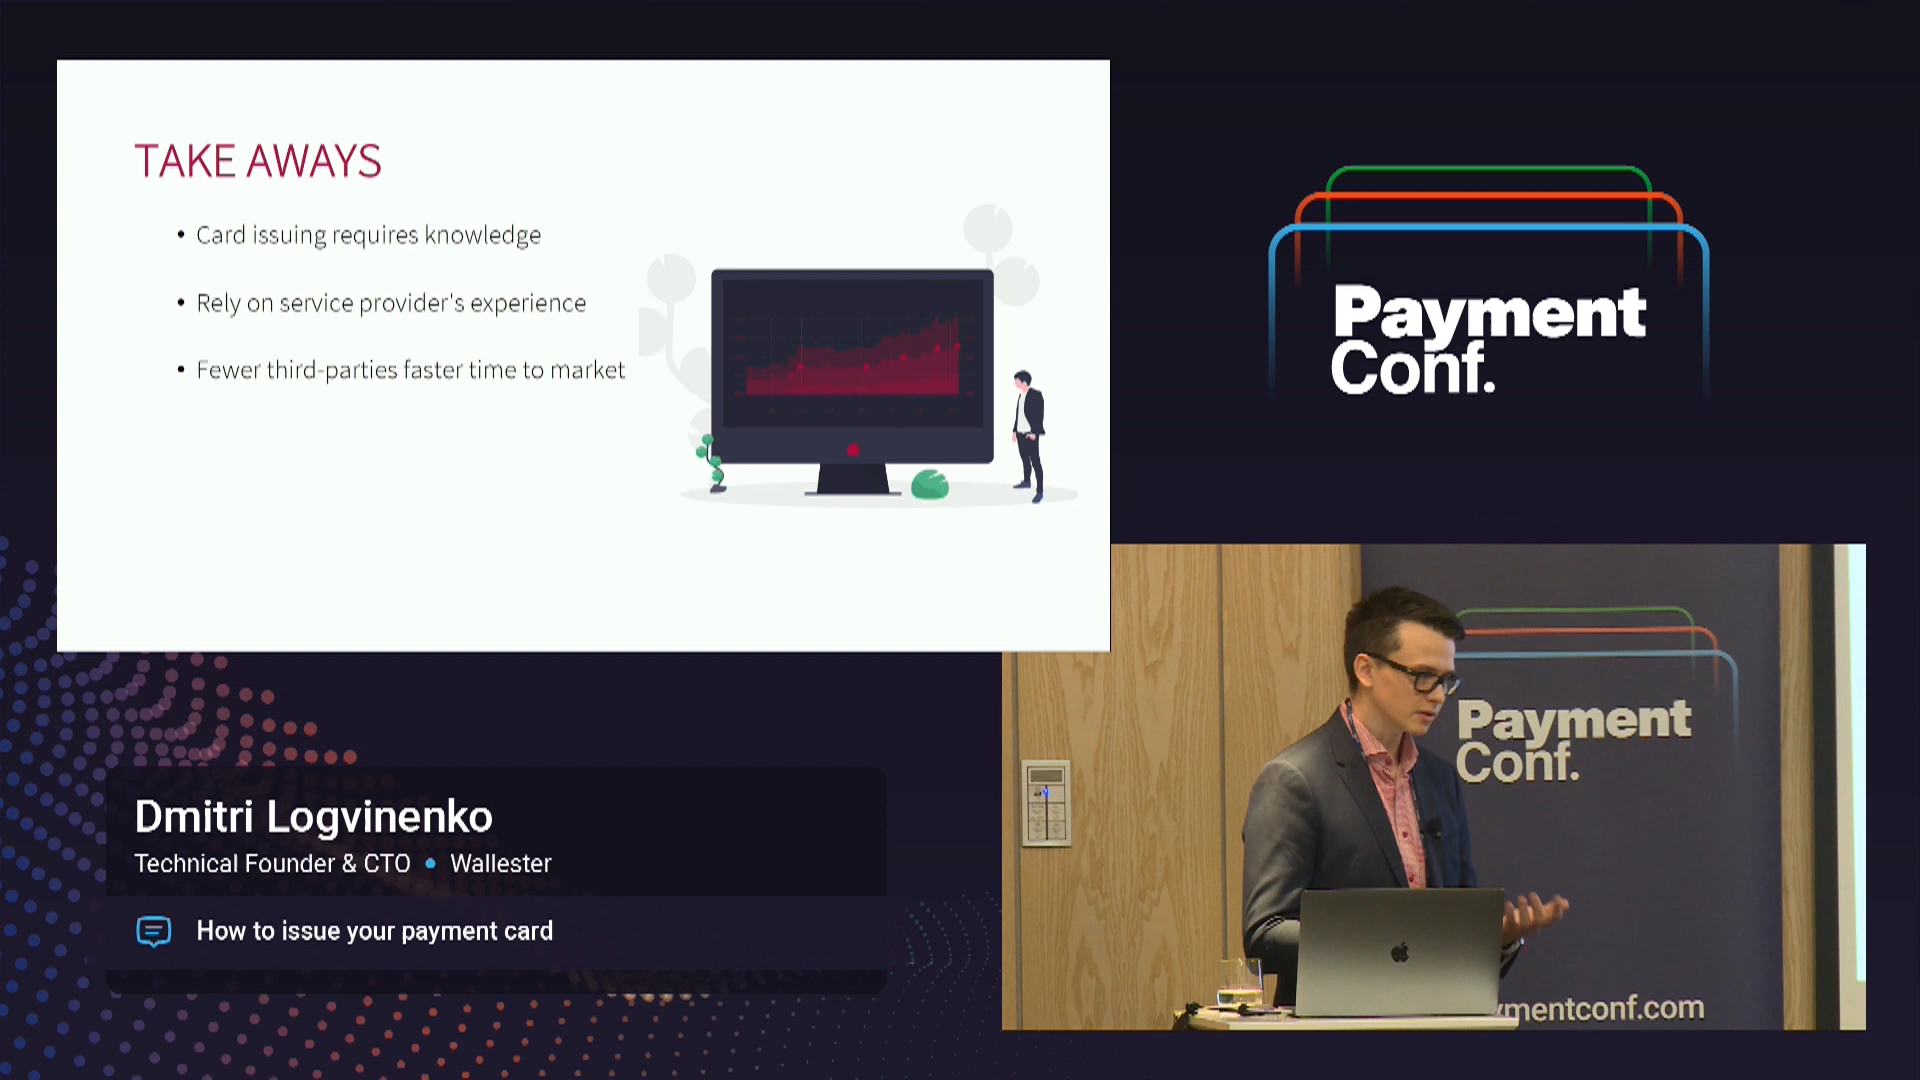 TAKE AWAYS
• Card issuing requires knowledge
• Rely on service provider's experience
• Fewer third-parties faster time to market
Payment
Conf.
Payment
Conf.
ymentconf.com
Dmitri Logvinenko
Technical Founder & CTO • Wallester
How to issue your payment card